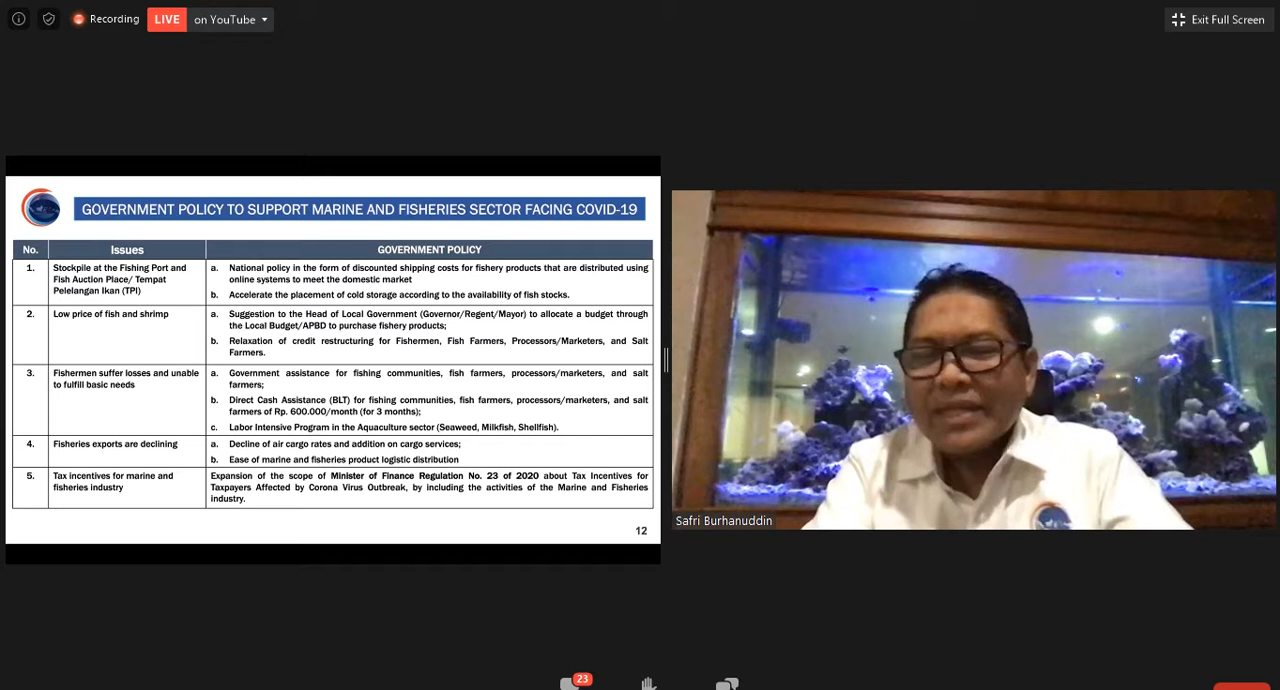 Recording
LIVE on YouTube
Exit Full Screen
GOVERNMENT POLICY TO SUPPORT MARINE AND FISHERIES SECTOR FACING COVID-19
No. Issues GOVERNMENT POLICY
1. Stockpile at the Fishing Port and
Fish Auction Place/ Tempat
Pelelangan Ikan (TPI)
a. National policy in the form of discounted shipping costs for fishery products that are distributed using
online systems to meet the domestic market
b. Accelerate the placement of cold storage according to the availability of fish stocks.
2. Low price of fish and shrimp
a. Suggestion to the Head of Local Government (Governor/Regent/Mayor) to allocate a budget through
the Local Budget/APBD to purchase fishery products;
b. Relaxation of credit restructuring for Fishermen, Fish Farmers, Processors/Marketers, and Salt
Farmers.
3. Fishermen suffer losses and unable
to fulfill basic needs
a. Government assistance for fishing communities, fish farmers, processors/marketers, and salt
farmers;
b. Direct Cash Assistance (BLT) for fishing communities, fish farmers, processors/marketers, and salt
farmers of Rp. 600.000/month (for 3 months);
c. Labor Intensive Program in the Aquaculture sector (Seaweed, Milkfish, Shellfish).
4. Fisheries exports are declining
a. Decline of air cargo rates and addition on cargo services;
b. Ease of marine and fisheries product logistic distribution
5. Tax incentives for marine and
fisheries industry
Expansion of the scope of Minister of Finance Regulation No. 23 of 2020 about Tax Incentives for
Taxpayers Affected by Corona Virus Outbreak, by including the activities of the Marine and Fisheries
industry.
12
Safri Burhanuddin
23